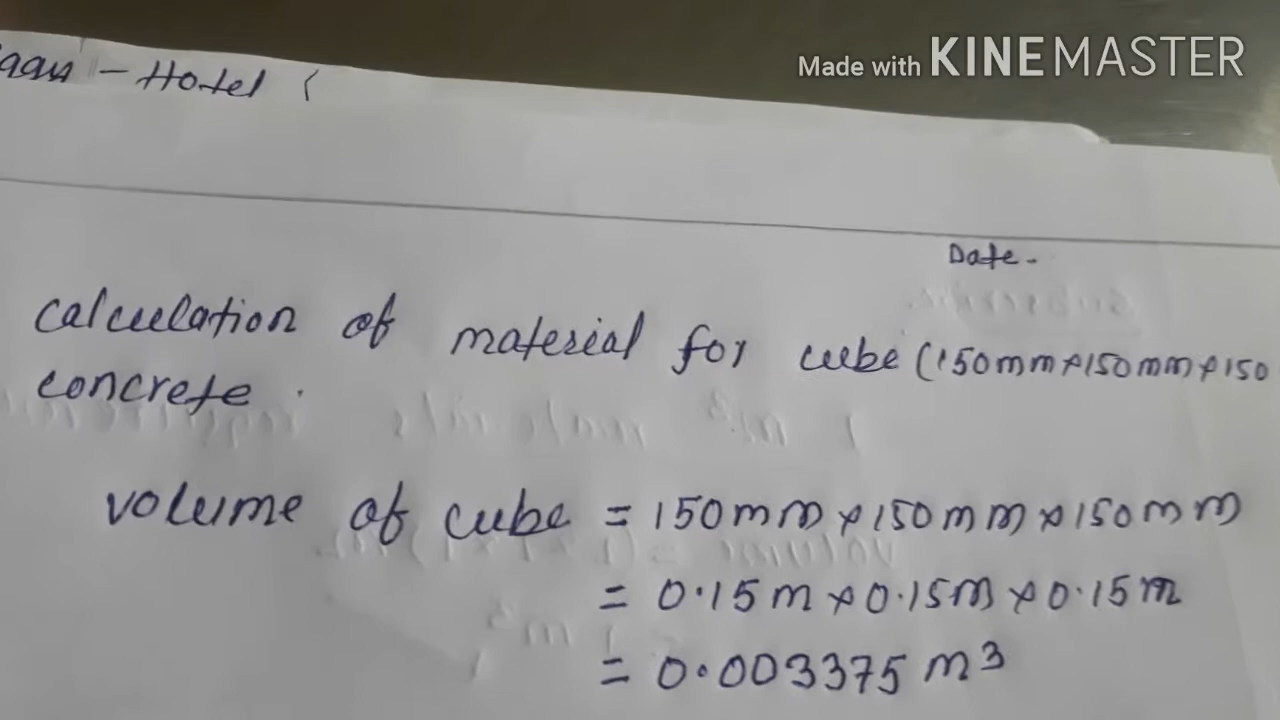 Made with KINEMASTER
- Hotel (
Date.
calculation of material for cube (150mm×150mm×150
concrete.
volume of cube = 150mm×150mm×150mm
= 0.15m×0.15m×0.15m
= 0.003375 m³